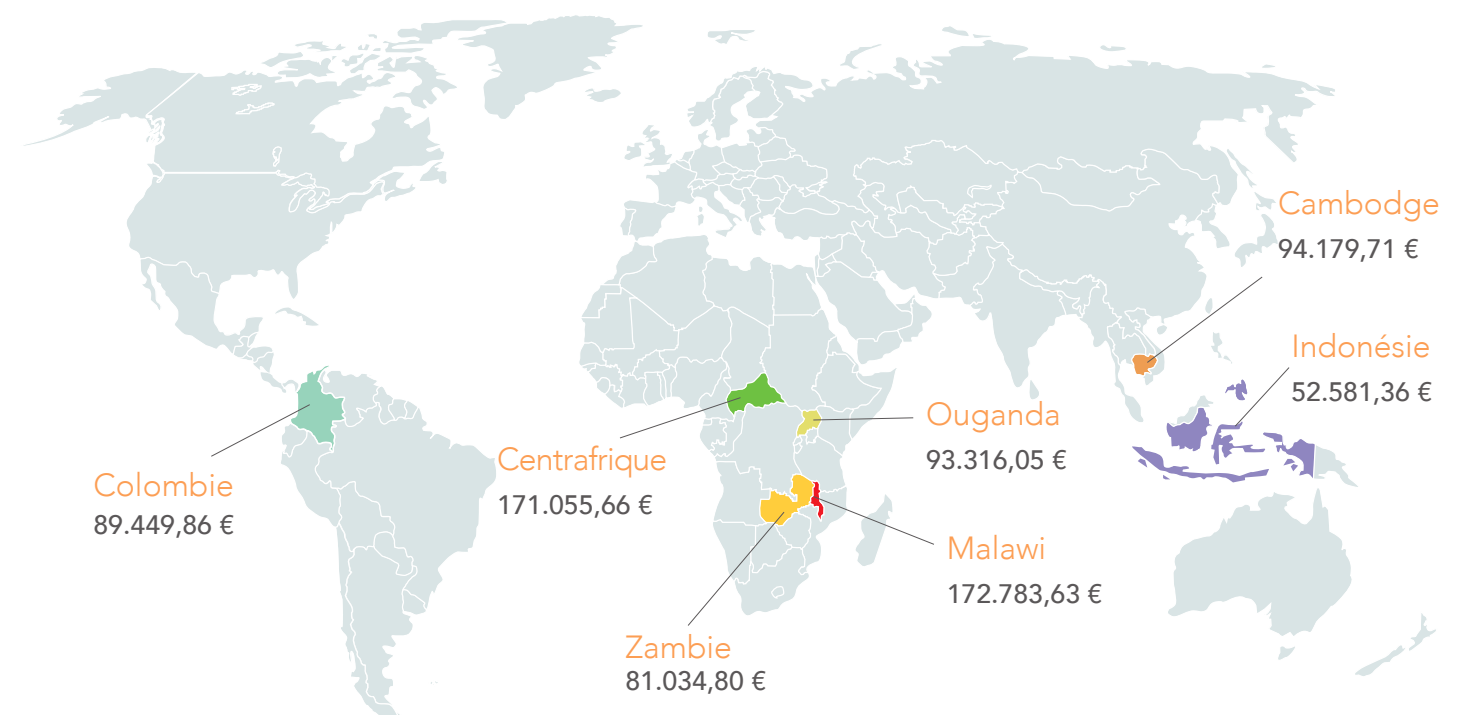 Cambodge
94.179,71 €
Indonésie
52.581,36 €
Ouganda
93.316,05 €
Centrafrique
171.055,66 €
Colombie
89.449,86 €
Malawi
172.783,63 €
Zambie
81.034,80 €